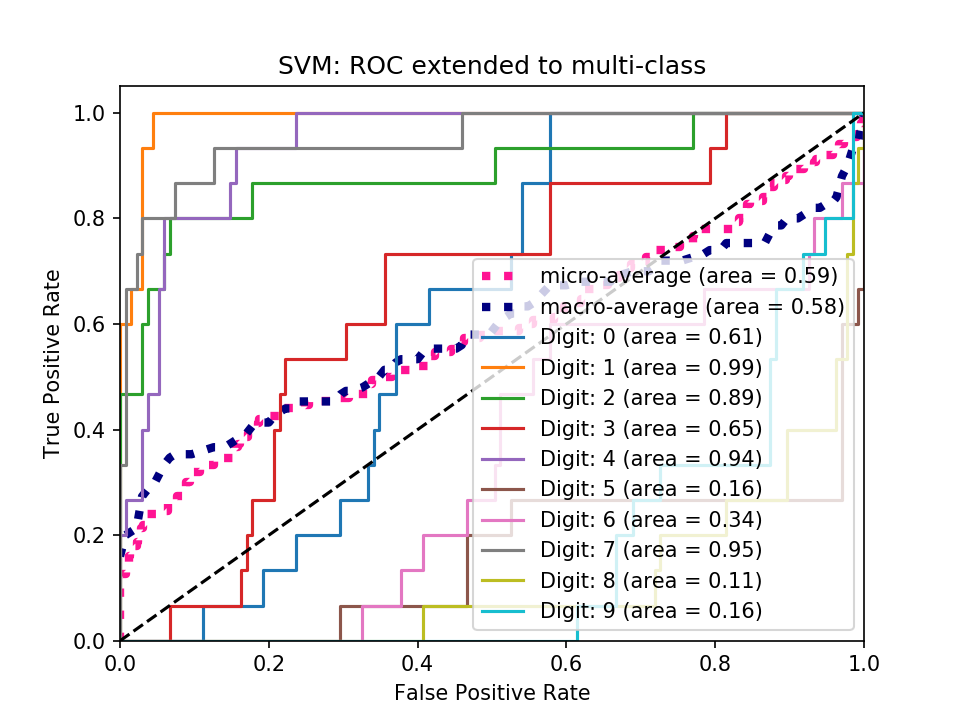 SVM: ROC extended to multi-class
True Positive Rate
1.0
0.8
0.6
0.4
0.2
0.0
0.0 0.2 0.4 0.6 0.8 1.0
False Positive Rate
micro-average (area = 0.59)
macro-average (area = 0.58)
Digit: 0 (area = 0.61)
Digit: 1 (area = 0.99)
Digit: 2 (area = 0.89)
Digit: 3 (area = 0.65)
Digit: 4 (area = 0.94)
Digit: 5 (area = 0.16)
Digit: 6 (area = 0.34)
Digit: 7 (area = 0.95)
Digit: 8 (area = 0.11)
Digit: 9 (area = 0.16)